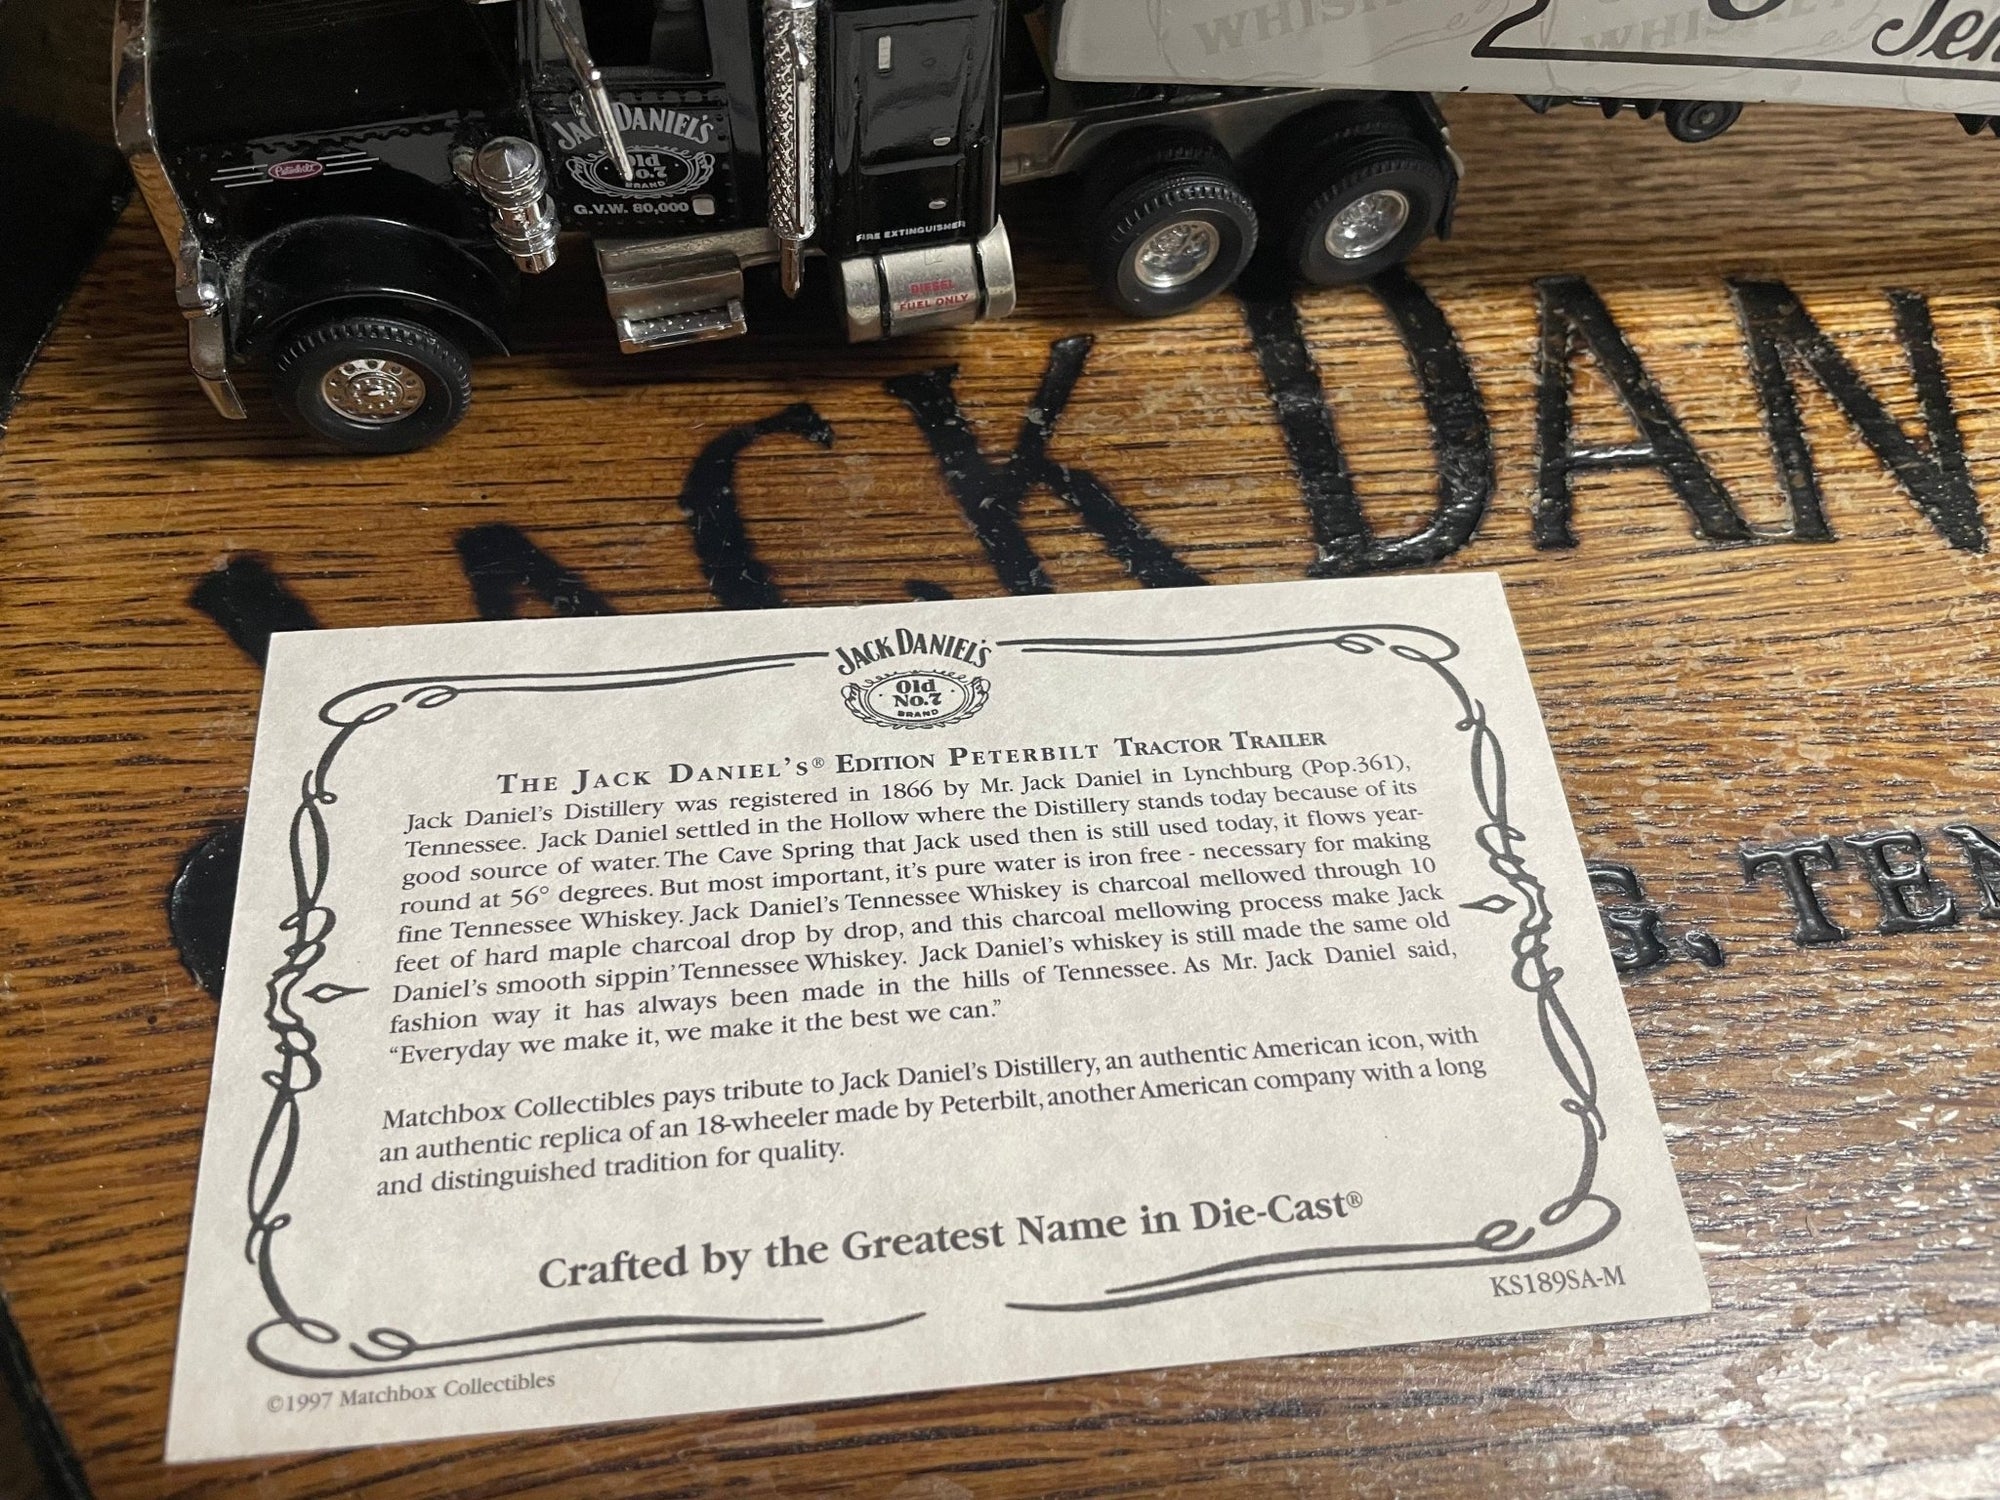 WHISKEY
WHISKEY
Peterbilt
JACK DANIEL'S
Old
No.7
BRAND
G.V.W. 80,000
FIRE EXTINGUISHER
DIESEL
FUEL ONLY
JACK DAN
G, TEN
JACK DANIEL'S
Old
No.7
BRAND
THE JACK DANIEL'S® EDITION PETERBILT TRACTOR TRAILER
Jack Daniel's Distillery was registered in 1866 by Mr. Jack Daniel in Lynchburg (Pop.361),
Tennessee. Jack Daniel settled in the Hollow where the Distillery stands today because of its
good source of water. The Cave Spring that Jack used then is still used today, it flows year-
round at 56° degrees. But most important, it's pure water is iron free - necessary for making
fine Tennessee Whiskey. Jack Daniel's Tennessee Whiskey is charcoal mellowed through 10
feet of hard maple charcoal drop by drop, and this charcoal mellowing process make Jack
Daniel's smooth sippin' Tennessee Whiskey. Jack Daniel's whiskey is still made the same old
fashion way it has always been made in the hills of Tennessee. As Mr. Jack Daniel said,
“Everyday we make it, we make it the best we can.”
Matchbox Collectibles pays tribute to Jack Daniel's Distillery, an authentic American icon, with
an authentic replica of an 18-wheeler made by Peterbilt, another American company with a long
and distinguished tradition for quality.
Crafted by the Greatest Name in Die-Cast®
KS189SA-M
©1997 Matchbox Collectibles